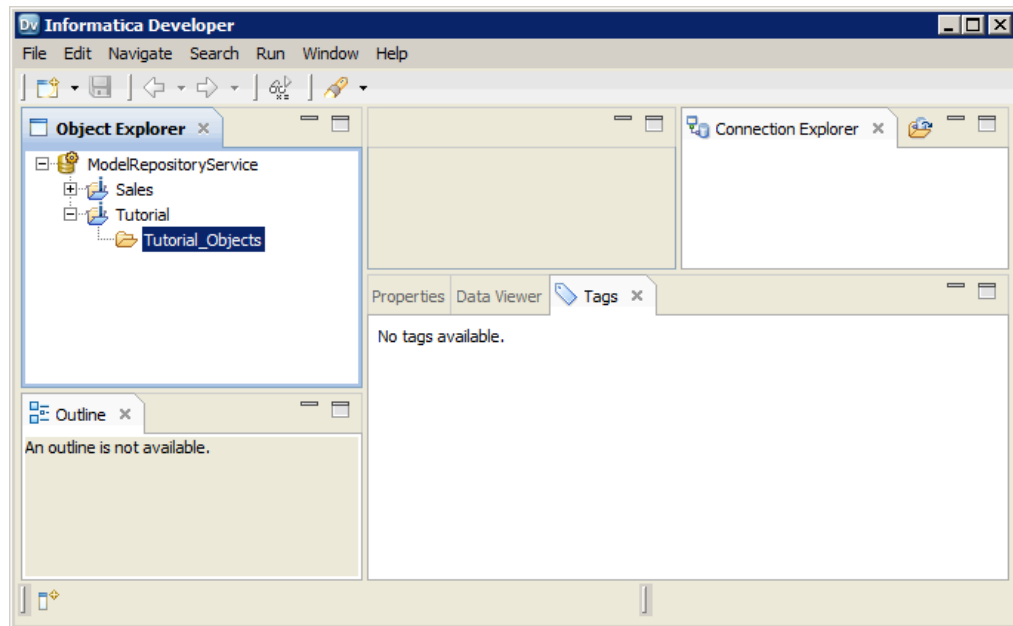 Dv Informatica Developer
File Edit Navigate Search Run Window Help
Object Explorer
ModelRepositoryService
Sales
Tutorial
Tutorial_Objects
Connection Explorer
Properties Data Viewer Tags
No tags available.
Outline
An outline is not available.